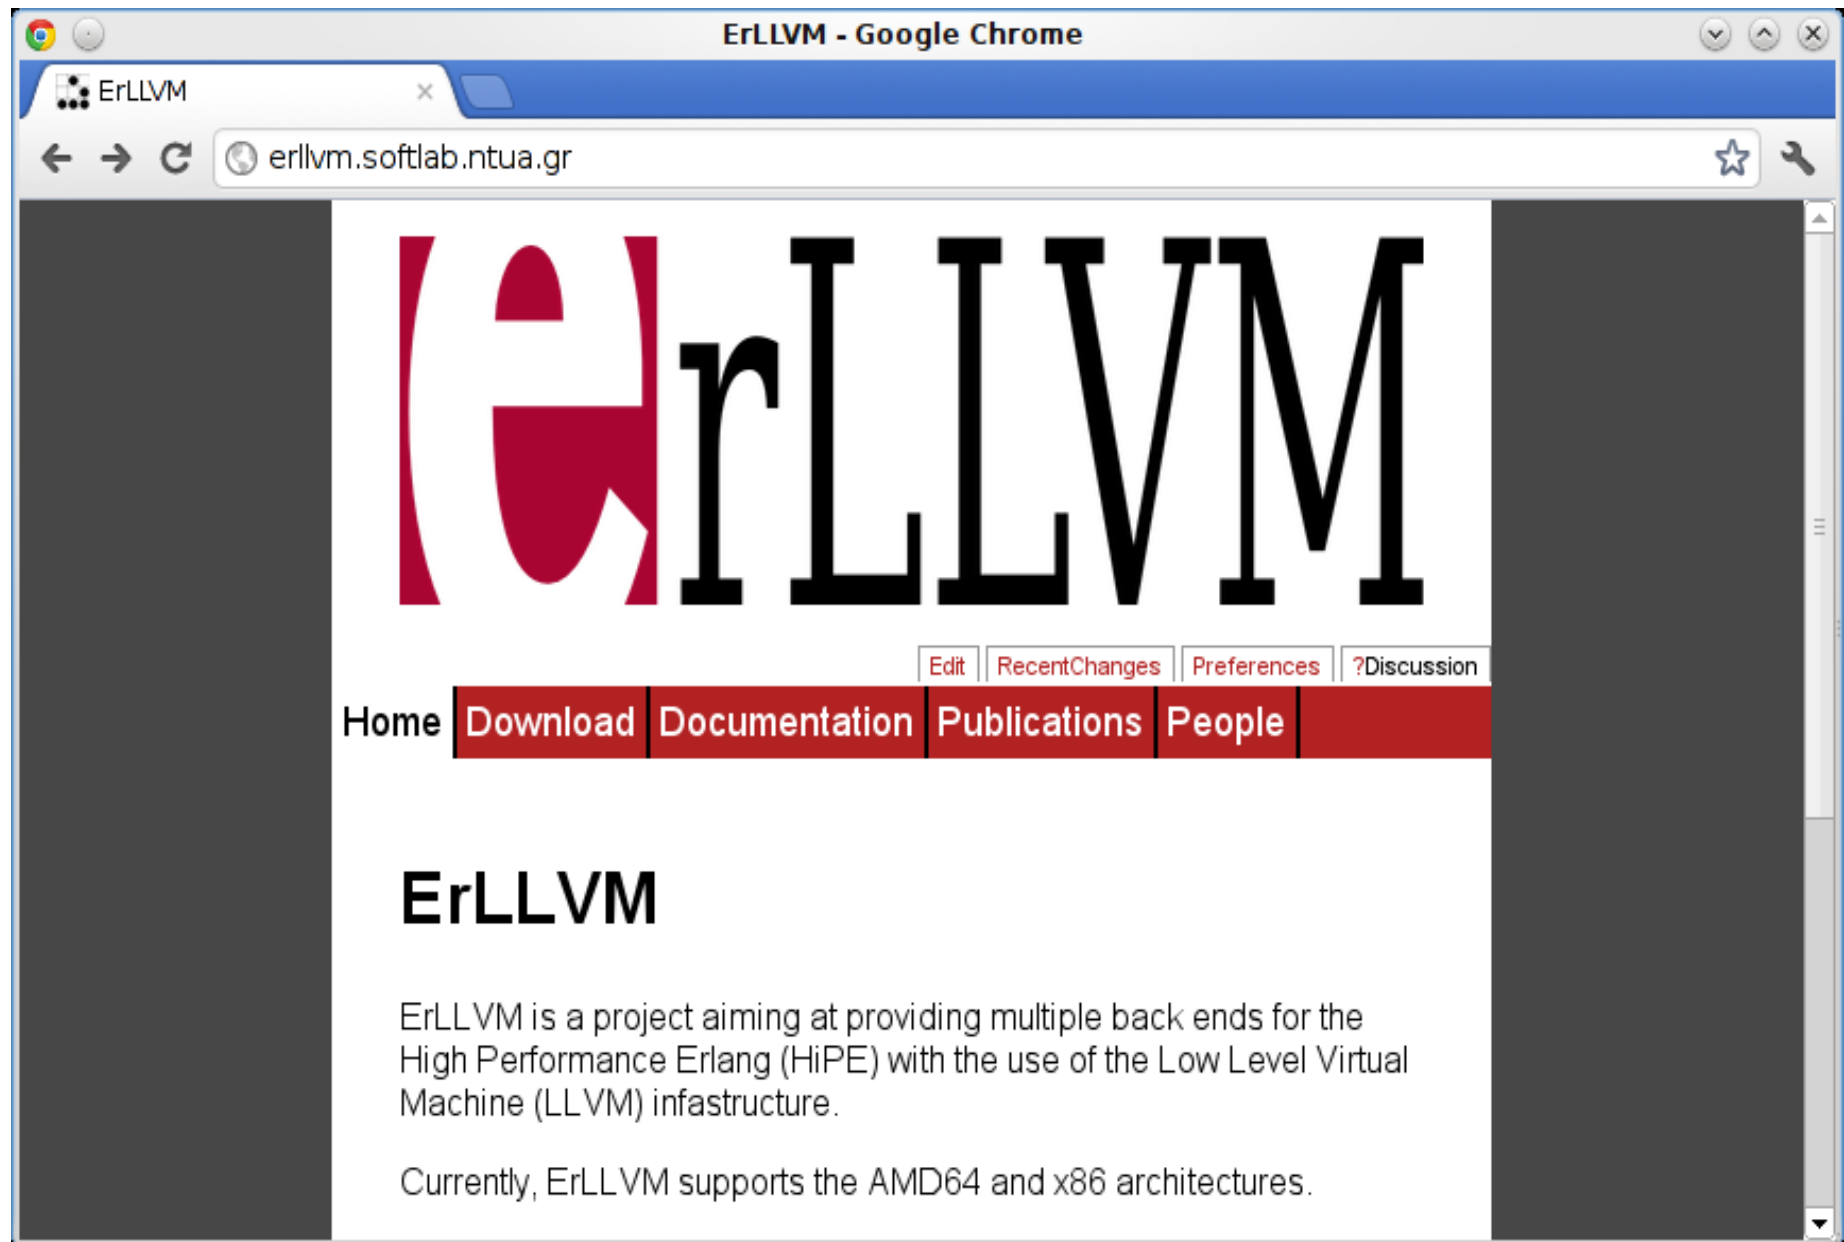 ErLLVM - Google Chrome
ErLLVM
erllvm.softlab.ntua.gr
erLLVM
Edit RecentChanges Preferences ?Discussion
Home Download Documentation Publications People
ErLLVM
ErLLVM is a project aiming at providing multiple back ends for the
High Performance Erlang (HiPE) with the use of the Low Level Virtual
Machine (LLVM) infastructure.
Currently, ErLLVM supports the AMD64 and x86 architectures.